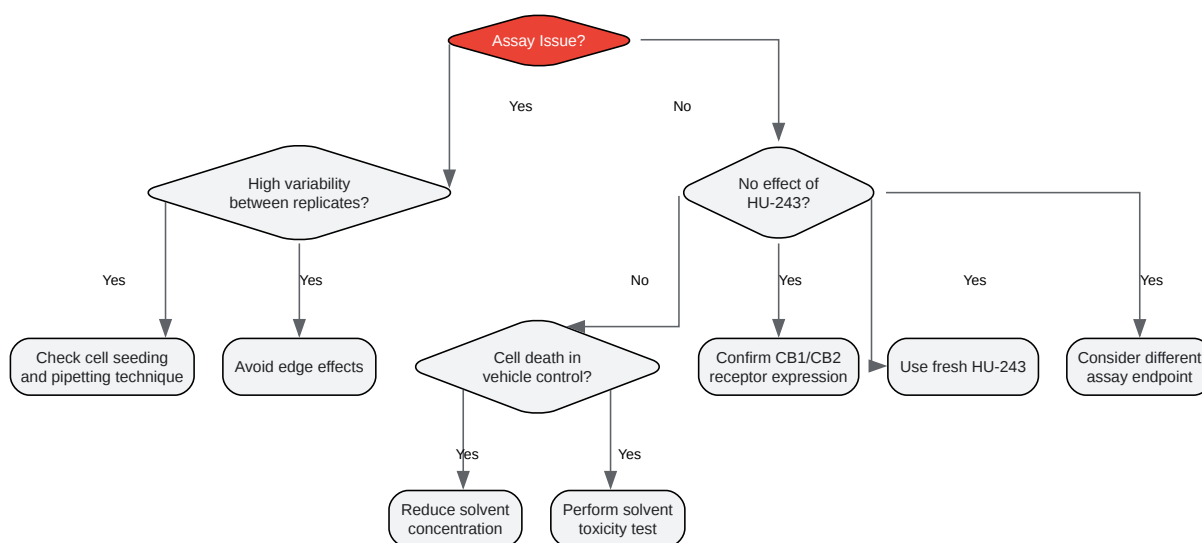 Assay Issue?
Yes
No
High variability
between replicates?
No effect of
HU-243?
Yes
Yes
No
Yes
Yes
Yes
Check cell seeding
and pipetting technique
Avoid edge effects
Cell death in
vehicle control?
Confirm CB1/CB2
receptor expression
Use fresh HU-243
Consider different
assay endpoint
Yes
Yes
Reduce solvent
concentration
Perform solvent
toxicity test